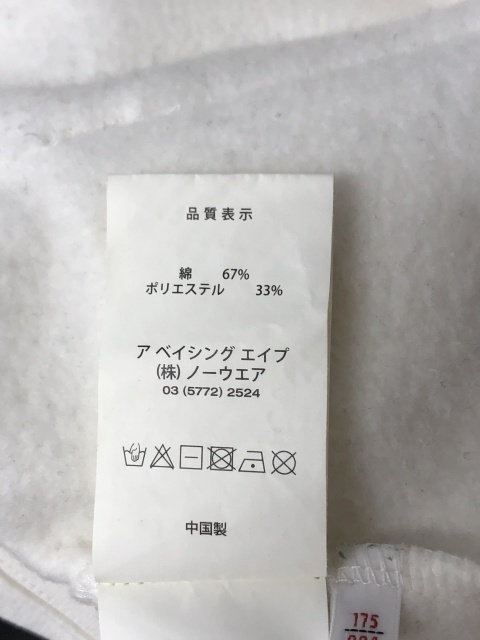 品質表示
綿 67%
ポリエステル 33%
ア ベイシング エイプ
(株) ノーウエア
03 (5772) 2524
中国製
175